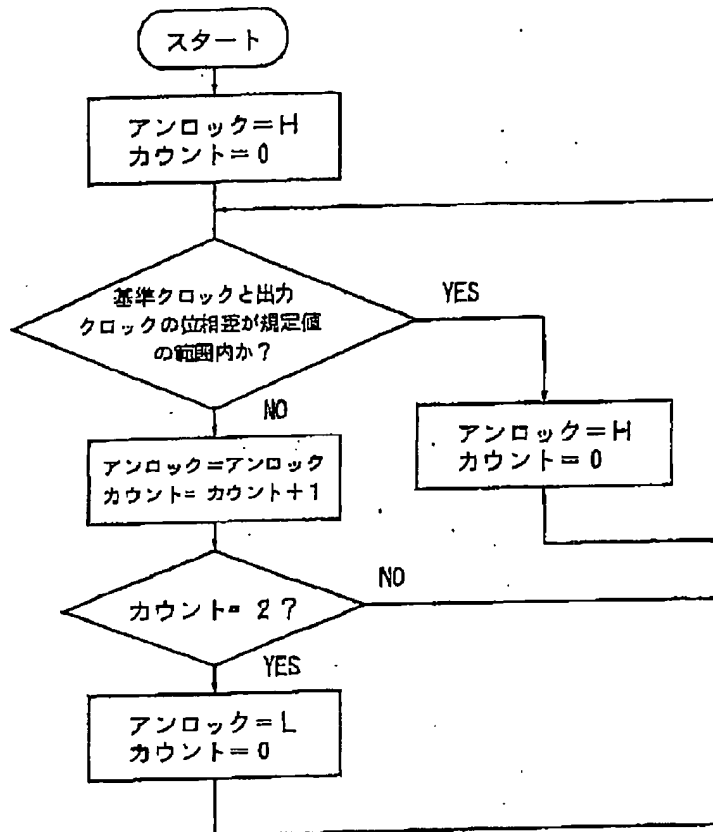 スタート
アンロック=H
カウント=0
基準クロックと出力
クロックの位相差が規定値
の範囲内か?
YES
NO
アンロック=H
カウント=0
アンロック=アンロック
カウント= カウント+1
カウント= 2?
NO
YES
アンロック=L
カウント=0